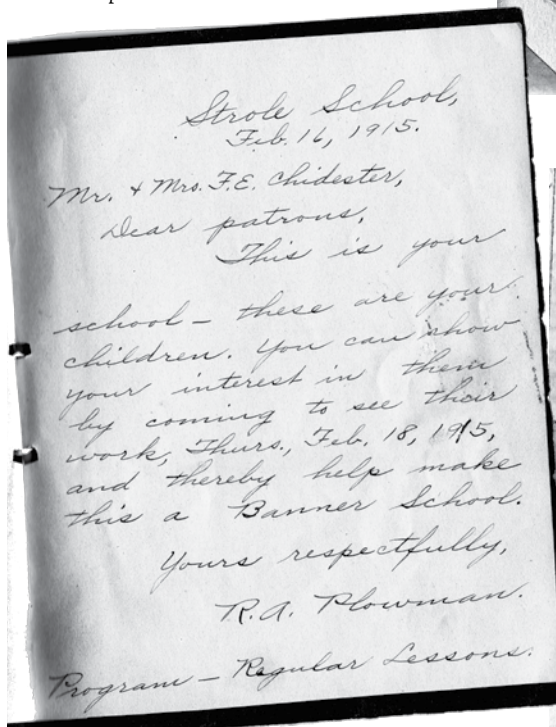 Strole School,
Feb. 16, 1915.
Mr. + Mrs. F.E. Chidester,
Dear patrons,
This is your
school – these are your
children. You can show
your interest in them
by coming to see their
work, Thurs., Feb. 18, 1915,
and thereby help make
this a Banner School.
Yours respectfully,
R.A. Plowman.
Program – Regular Lessons.